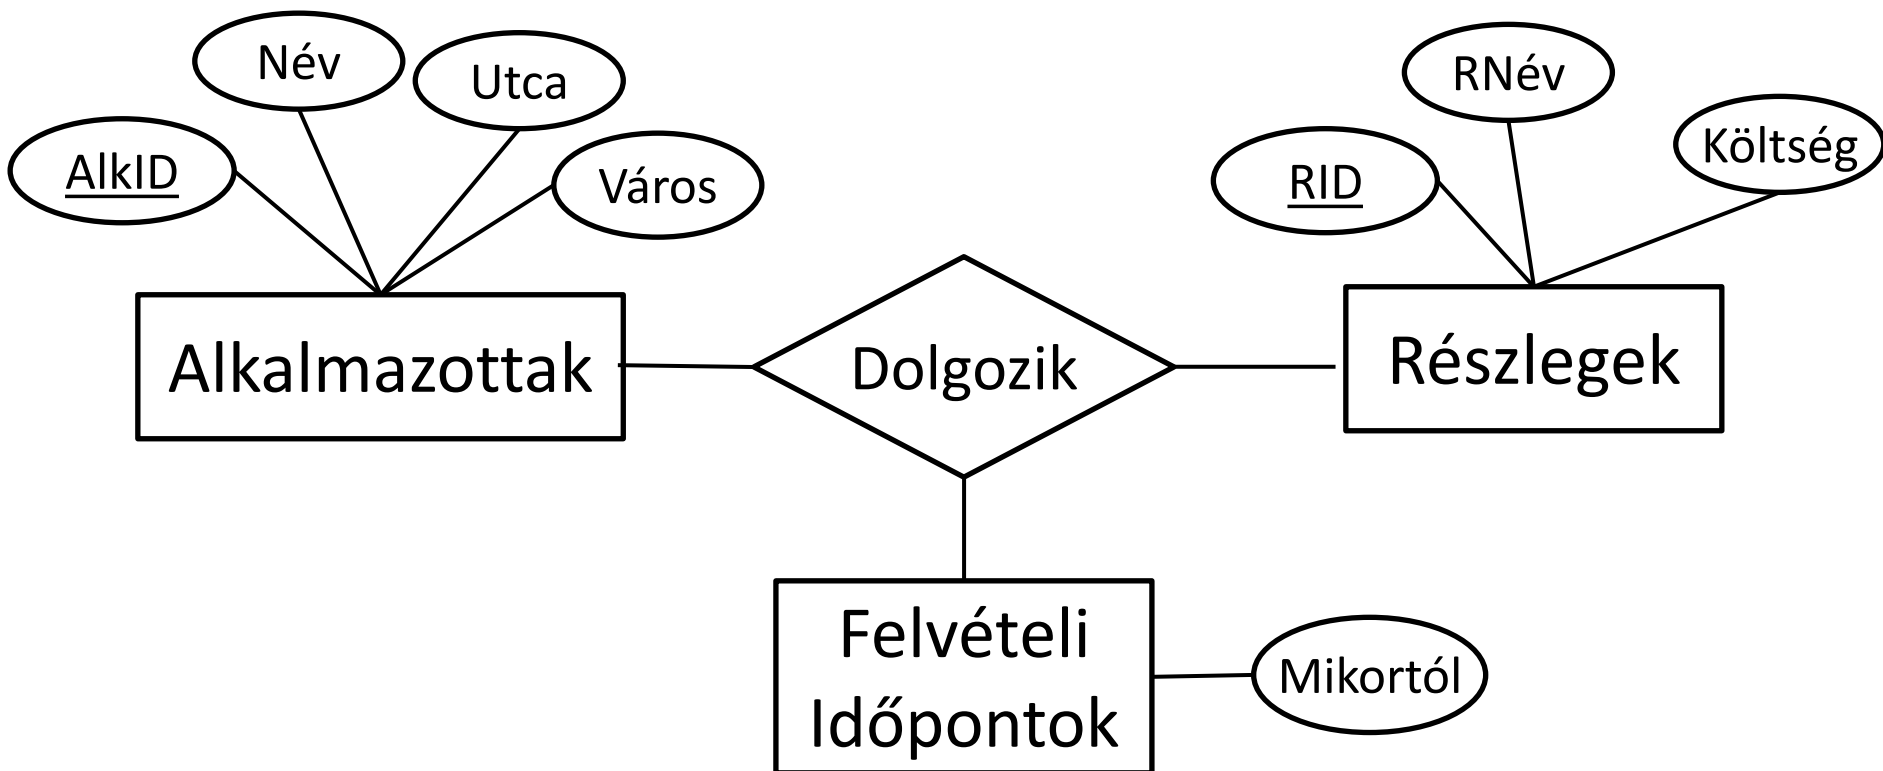 Név
Utca
RNév
Költség
AlkID
Város
RID
Alkalmazottak
Dolgozik
Részlegek
Felvételi
Időpontok
Mikortól